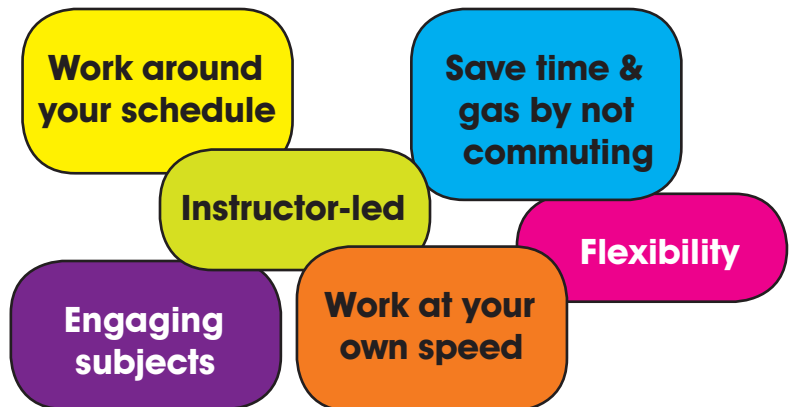 Work around
your schedule
Save time &
gas by not
commuting
Instructor-led
Flexibility
Engaging
subjects
Work at your
own speed